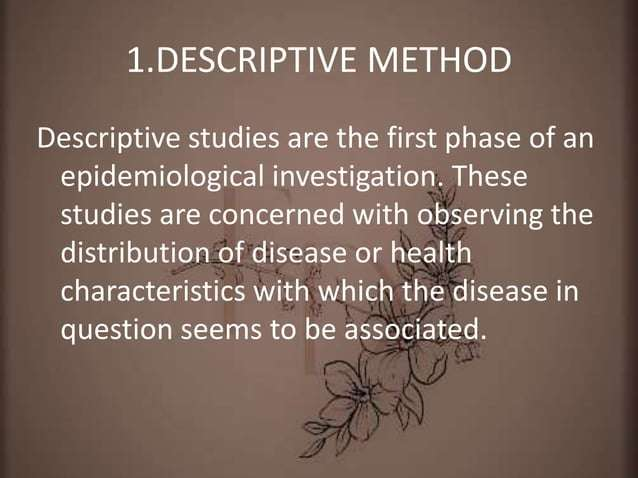 1.DESCRIPTIVE METHOD
Descriptive studies are the first phase of an
epidemiological investigation. These
studies are concerned with observing the
distribution of disease or health
characteristics with which the disease in
question seems to be associated.